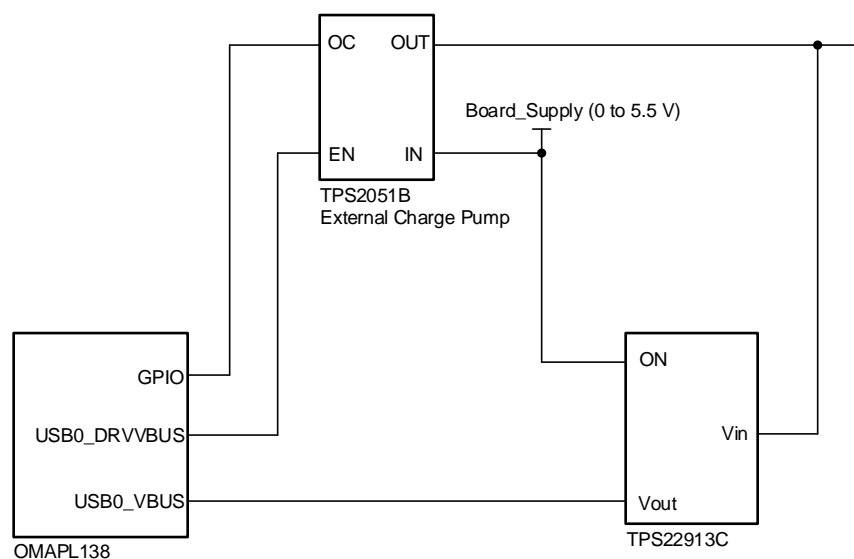 OC
OUT
Board_Supply (0 to 5.5 V)
EN
IN
TPS2051B
External Charge Pump
GPIO
ON
USB0_DRVVBUS
Vin
USB0_VBUS
Vout
OMAPL138
TPS22913C